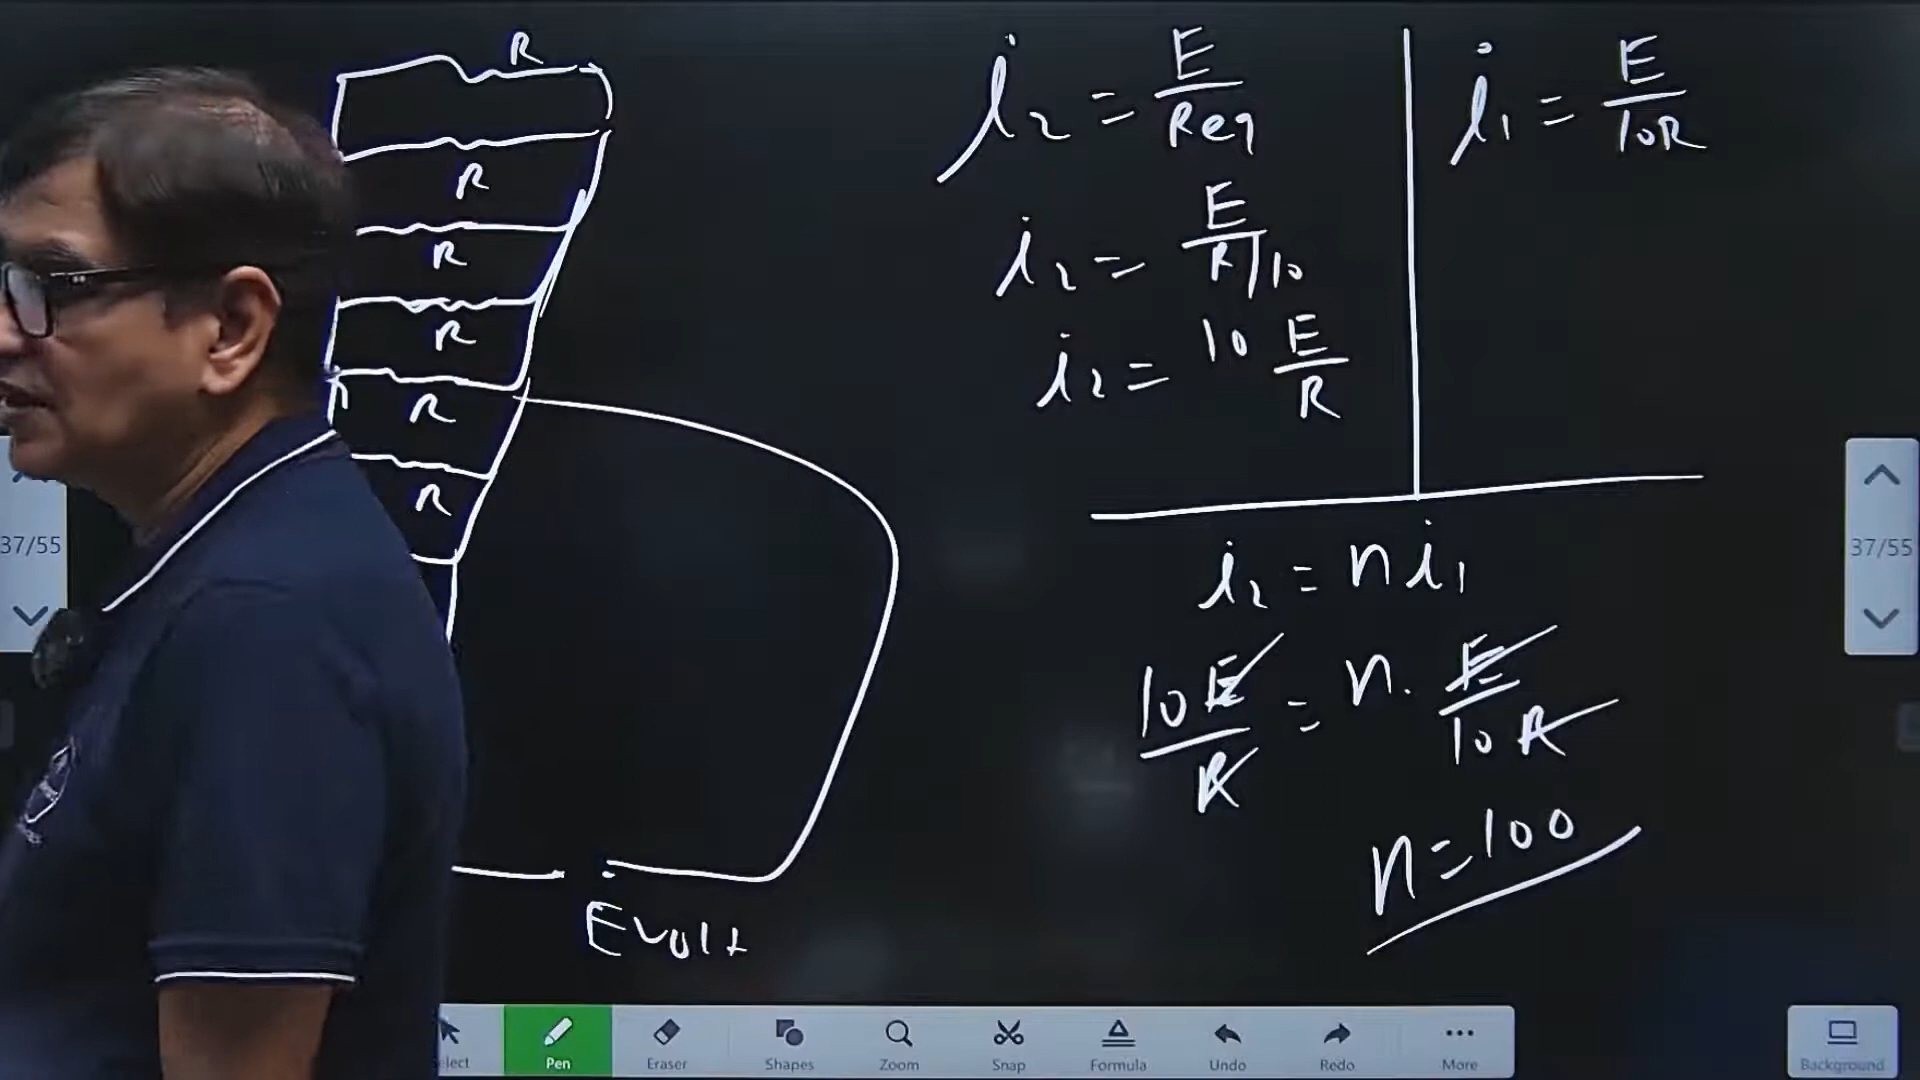 R
R
R
R
R
R
E volt
i₂ = E/Req
i₂ = E/R/10
i₂ = 10 E/R
i₁ = E/10R
i₂ = n i₁
10E/R = n. E/10R
n = 100
37/55
37/55
elect
Pen
Eraser
Shapes
Zoom
Snap
Formula
Undo
Redo
More
Background